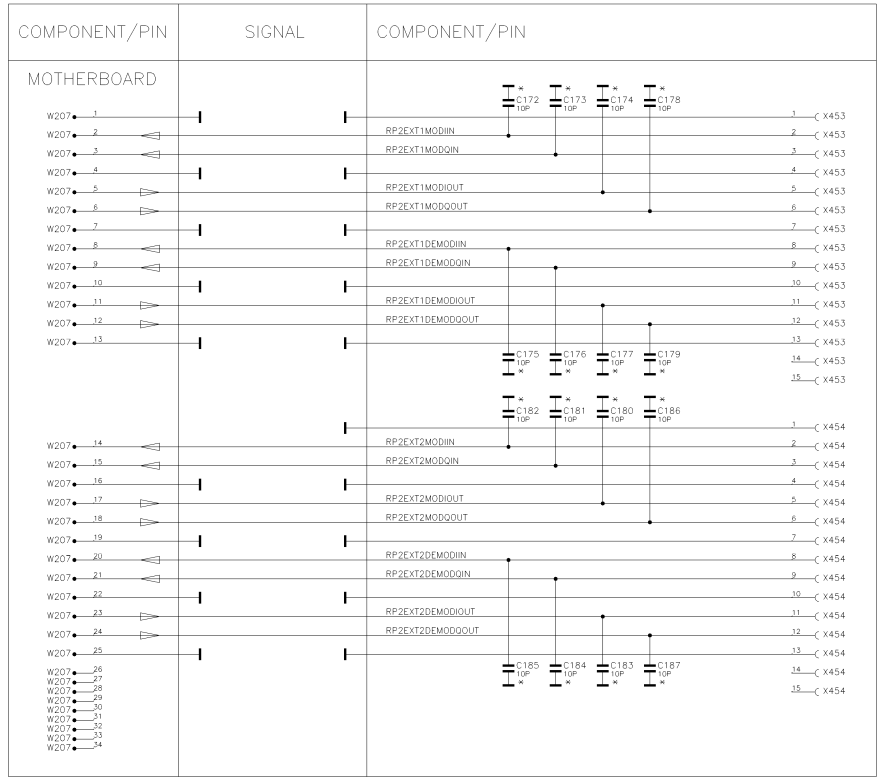 COMPONENT/PIN SIGNAL COMPONENT/PIN
MOTHERBOARD
* * * *
C172 C173 C174 C178
10P 10P 10P 10P
W207 1 1 X453
W207 2 RP2EXT1MODIIN 2 X453
W207 3 RP2EXT1MODQIN 3 X453
W207 4 4 X453
W207 5 RP2EXT1MODIOUT 5 X453
W207 6 RP2EXT1MODQOUT 6 X453
W207 7 7 X453
W207 8 RP2EXT1DEMODIIN 8 X453
W207 9 RP2EXT1DEMODQIN 9 X453
W207 10 10 X453
W207 11 RP2EXT1DEMODIOUT 11 X453
W207 12 RP2EXT1DEMODQOUT 12 X453
W207 13 13 X453
C175 C176 C177 C179
10P 10P 10P 10P
14 X453
* * * *
15 X453
* * * *
C182 C181 C180 C186
10P 10P 10P 10P
1 X454
W207 14 RP2EXT2MODIIN 2 X454
W207 15 RP2EXT2MODQIN 3 X454
W207 16 4 X454
W207 17 RP2EXT2MODIOUT 5 X454
W207 18 RP2EXT2MODQOUT 6 X454
W207 19 7 X454
W207 20 RP2EXT2DEMODIIN 8 X454
W207 21 RP2EXT2DEMODQIN 9 X454
W207 22 10 X454
W207 23 RP2EXT2DEMODIOUT 11 X454
W207 24 RP2EXT2DEMODQOUT 12 X454
W207 25 13 X454
C185 C184 C183 C187
10P 10P 10P 10P
W207 26 14 X454
W207 27
* * * *
W207 28 15 X454
W207 29
W207 30
W207 31
W207 32
W207 33
W207 34